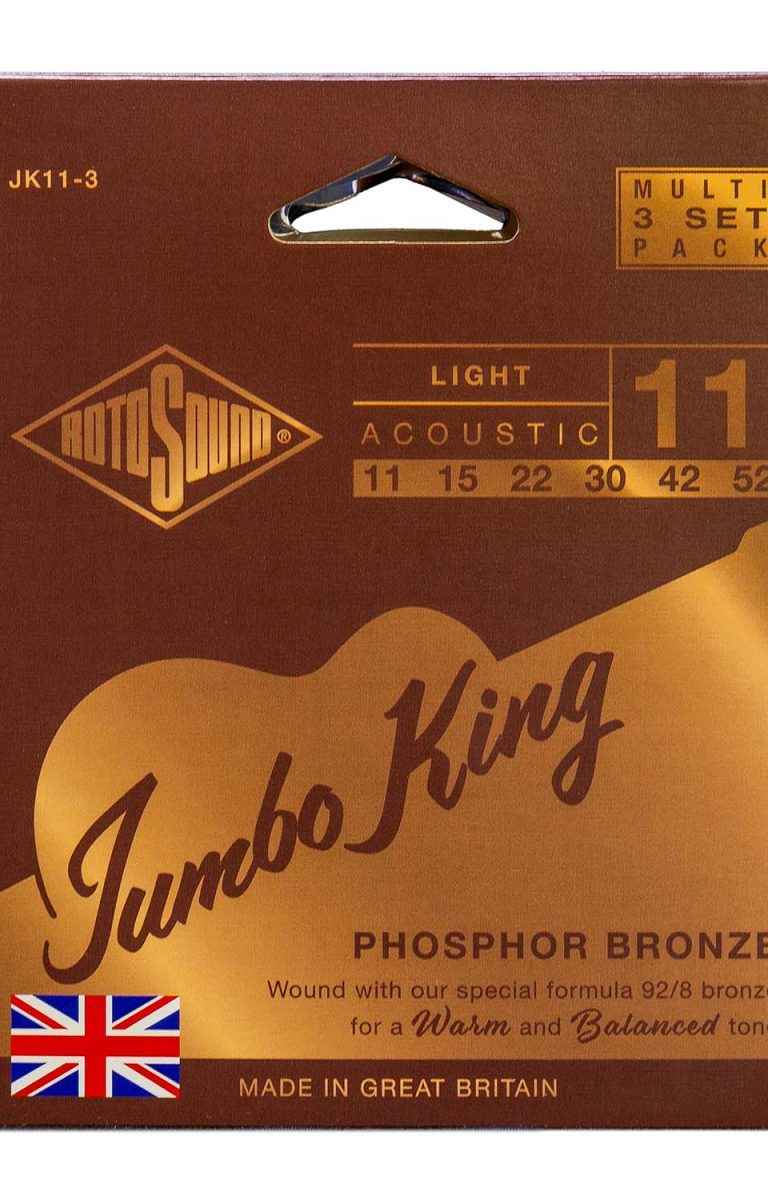 JK11-3
MULTI
3 SET
PACK
ROTOSOUND®
LIGHT
11
ACOUSTIC
11 15 22 30 42 52
Jumbo King
PHOSPHOR BRONZE
Wound with our special formula 92/8 bronze
for a Warm and Balanced tone
MADE IN GREAT BRITAIN